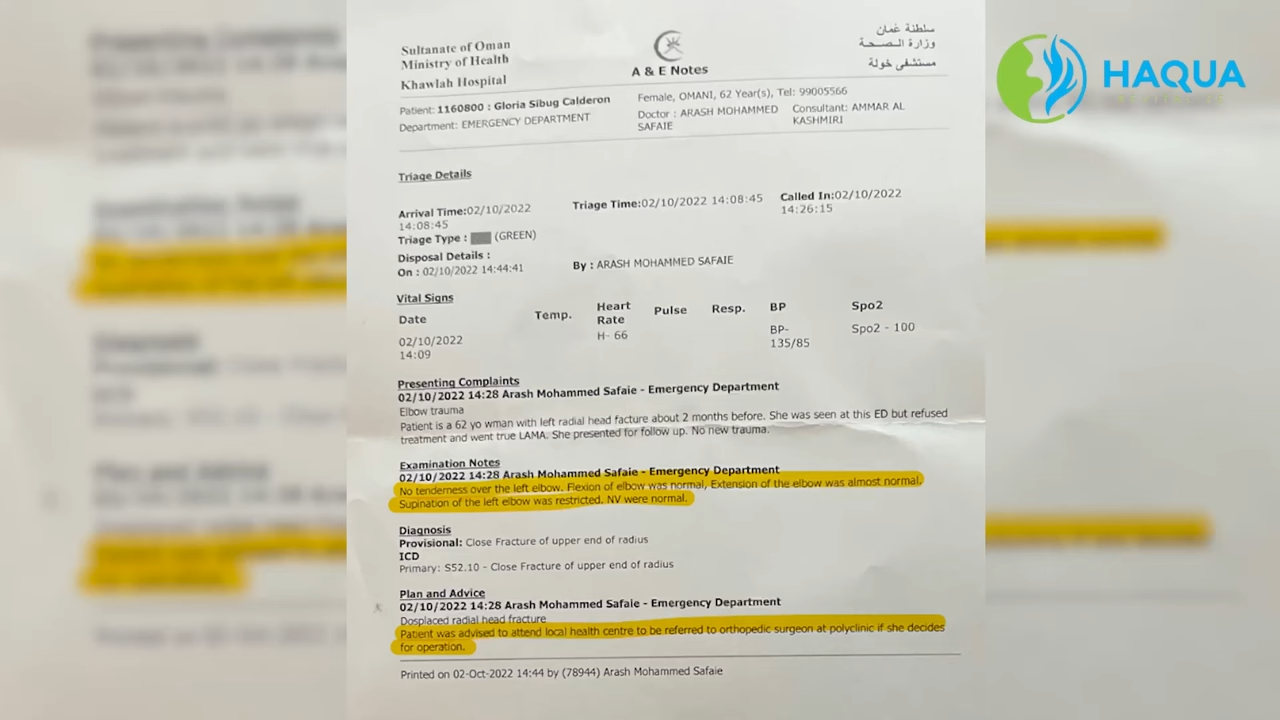 Sultanate of Oman
Ministry of Health
Khawlah Hospital
A & E Notes
سلطنة عُمان
وزارة الـصـحـة
مستشفى خولة
HAQUA
Patient: 1160800 : Gloria Sibug Calderon
Department: EMERGENCY DEPARTMENT
Female, OMANI, 62 Year(s), Tel: 99005566
Doctor : ARASH MOHAMMED
SAFAIE
Consultant: AMMAR AL
KASHMIRI
Triage Details
Arrival Time:02/10/2022
14:08:45
Triage Time:02/10/2022 14:08:45
Called In:02/10/2022
14:26:15
Triage Type : (GREEN)
Disposal Details :
On : 02/10/2022 14:44:41
By : ARASH MOHAMMED SAFAIE
Vital Signs
Date
Temp.
Heart
Rate
Pulse
Resp.
BP
Spo2
02/10/2022
14:09
H- 66
BP-
135/85
Spo2 - 100
Presenting Complaints
02/10/2022 14:28 Arash Mohammed Safaie - Emergency Department
Elbow trauma
Patient is a 62 yo wman with left radial head facture about 2 months before. She was seen at this ED but refused
treatment and went true LAMA. She presented for follow up. No new trauma.
Examination Notes
02/10/2022 14:28 Arash Mohammed Safaie - Emergency Department
No tenderness over the left elbow. Flexion of elbow was normal, Extension of the elbow was almost normal.
Supination of the left elbow was restricted. NV were normal.
Diagnosis
Provisional: Close Fracture of upper end of radius
ICD
Primary: S52.10 - Close Fracture of upper end of radius
Plan and Advice
02/10/2022 14:28 Arash Mohammed Safaie - Emergency Department
Dosplaced radial head fracture
Patient was advised to attend local health centre to be referred to orthopedic surgeon at polyclinic if she decides
for operation.
Printed on 02-Oct-2022 14:44 by (78944) Arash Mohammed Safaie